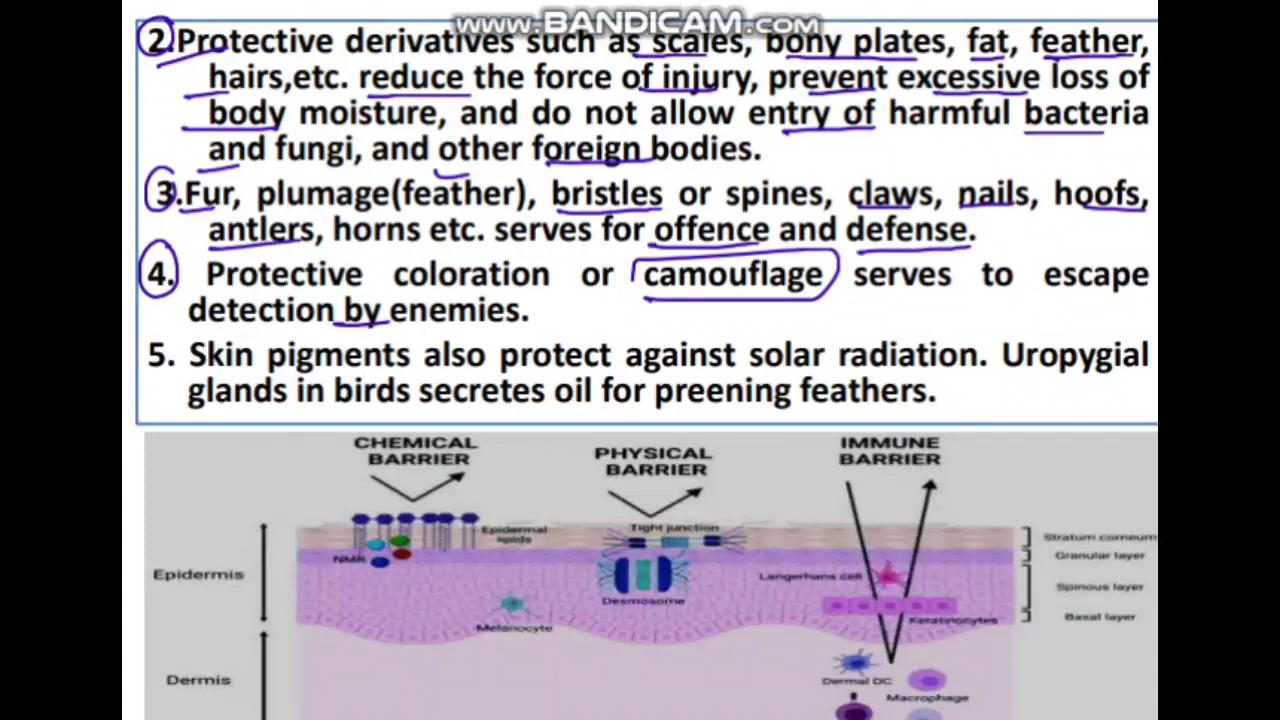 www.BANDICAM.com
2.Protective derivatives such as scales, bony plates, fat, feather,
hairs,etc. reduce the force of injury, prevent excessive loss of
body moisture, and do not allow entry of harmful bacteria
and fungi, and other foreign bodies.
3.Fur, plumage(feather), bristles or spines, claws, nails, hoofs,
antlers, horns etc. serves for offence and defense.
4. Protective coloration or camouflage serves to escape
detection by enemies.
5. Skin pigments also protect against solar radiation. Uropygial
glands in birds secretes oil for preening feathers.
CHEMICAL
BARRIER
PHYSICAL
BARRIER
IMMUNE
BARRIER
Epidermal
lipids
Tight junction
Stratum corneum
NMR
Granular layer
Epidermis
Langerhans cell
Spinous layer
Desmosome
Melanocyte
Keratinocytes
Basal layer
Dermis
Dermal DC
Macrophage